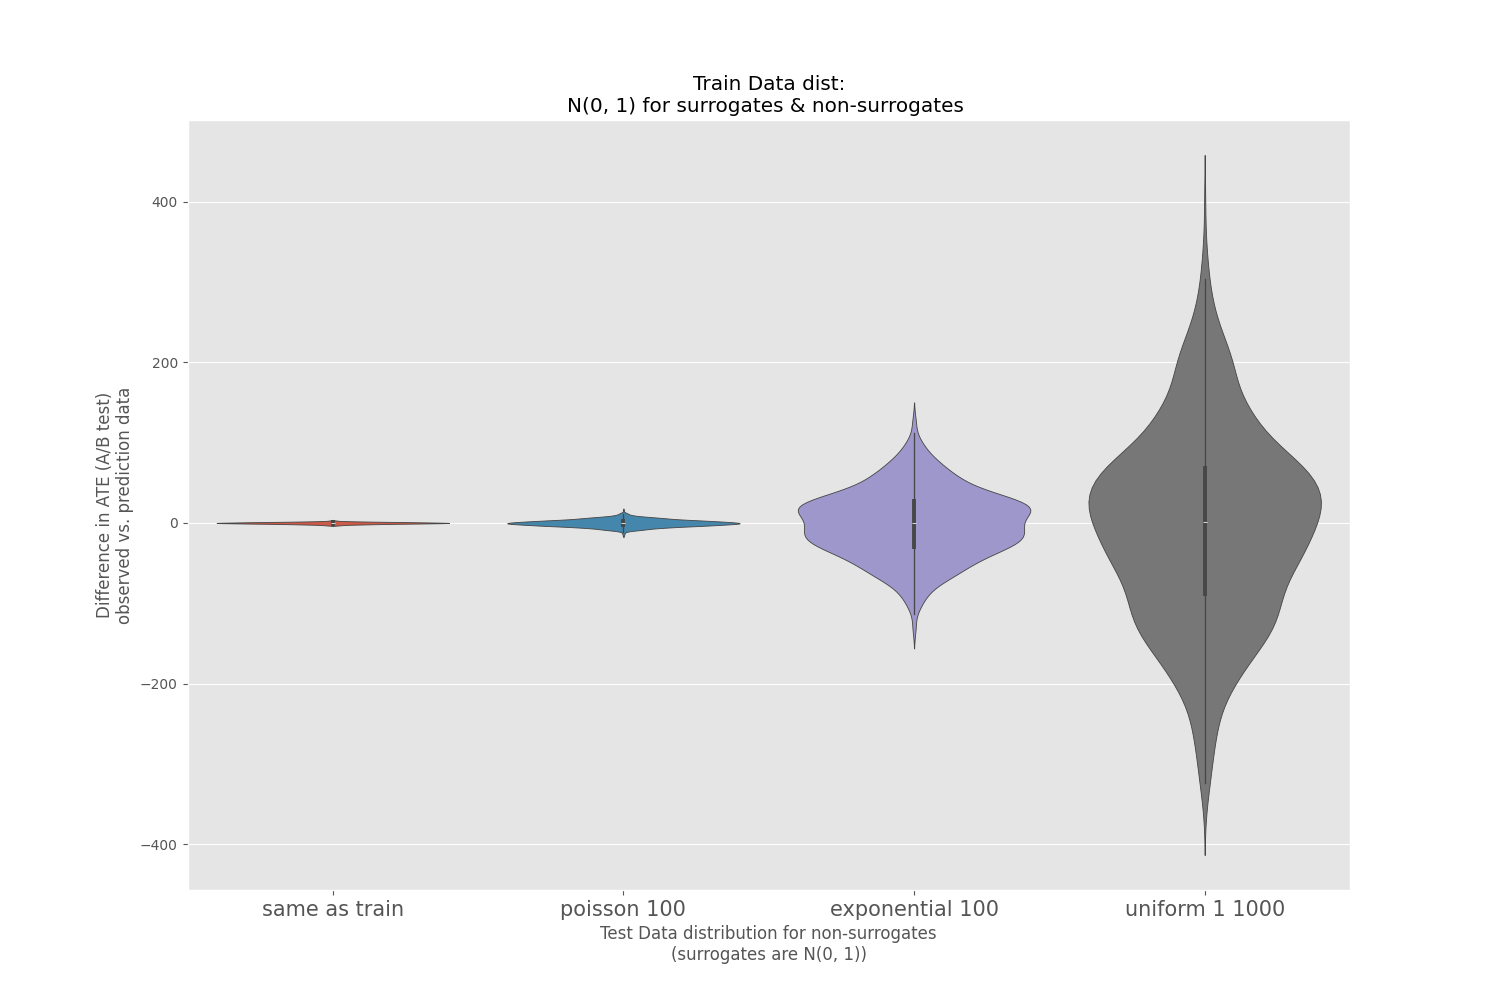 Train Data dist:
N(0, 1) for surrogates & non-surrogates
400
200
0
−200
−400
Difference in ATE (A/B test)
observed vs. prediction data
same as train
poisson 100
exponential 100
uniform 1 1000
Test Data distribution for non-surrogates
(surrogates are N(0, 1))